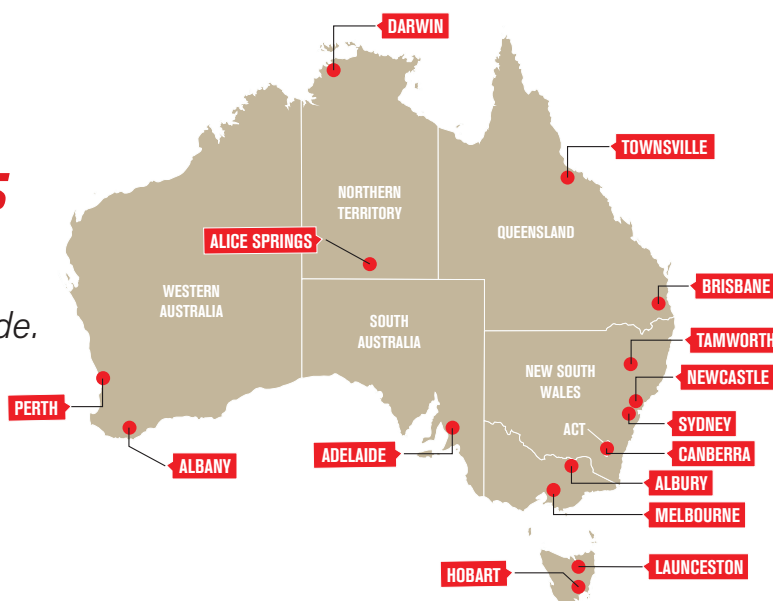 DARWIN
TOWNSVILLE
5
NORTHERN
TERRITORY
QUEENSLAND
ALICE SPRINGS
BRISBANE
WESTERN
AUSTRALIA
SOUTH
AUSTRALIA
de.
TAMWORTH
NEW SOUTH
WALES
NEWCASTLE
PERTH
SYDNEY
ACT
ADELAIDE
CANBERRA
ALBANY
ALBURY
MELBOURNE
LAUNCESTON
HOBART